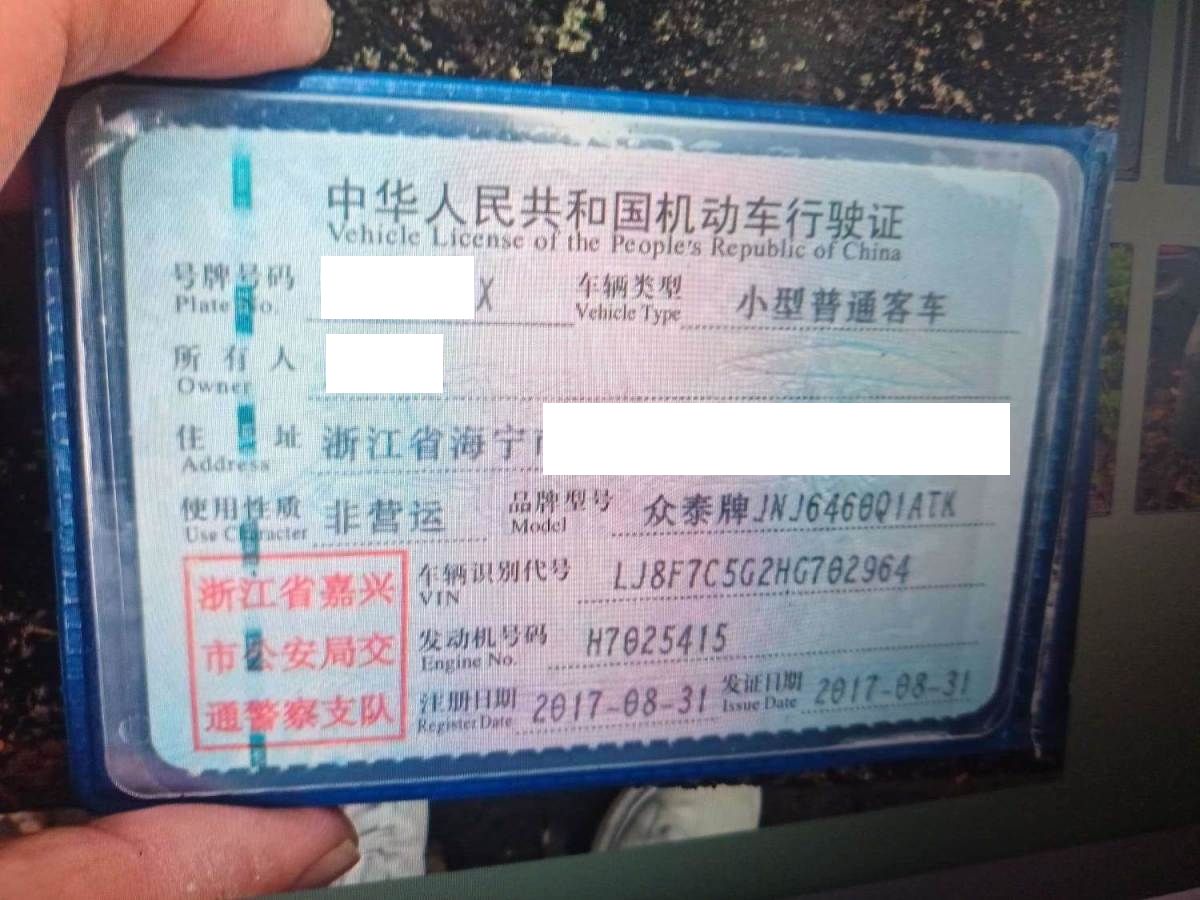 中华人民共和国机动车行驶证
Vehicle License of the People's Republic of China
号牌号码 X 车辆类型 小型普通客车
Plate No. Vehicle Type
所有人
Owner
住址 浙江省海宁
Address
使用性质 非营运 品牌型号 众泰牌JNJ6460Q1ATK
Use Character Model
车辆识别代号 LJ8F7C5G2HG702964
VIN
发动机号码 H7025415
Engine No.
注册日期 2017-08-31 发证日期 2017-08-31
Register Date Issue Date
浙江省嘉兴
市公安局交
通警察支队